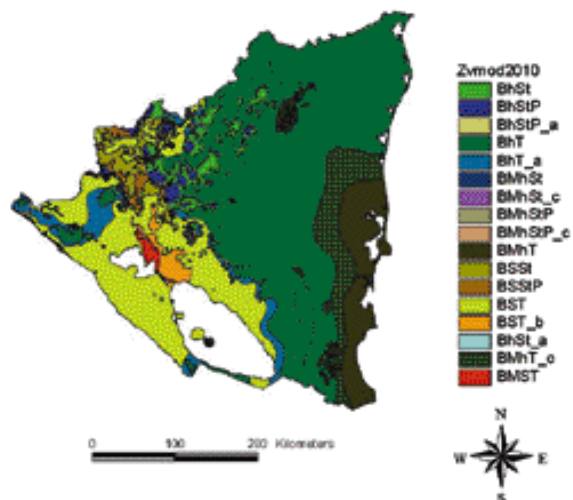 Zvmod2010
BhSt
BhStP
BhStP_a
BhT
BhT_a
BMhSt
BMhSt_c
BMhStP
BMhStP_c
BMhT
BSSt
BSStP
BST
BST_b
BhSt_a
BMhT_c
BMST
0 100 200 Kilometers
N
W E
S